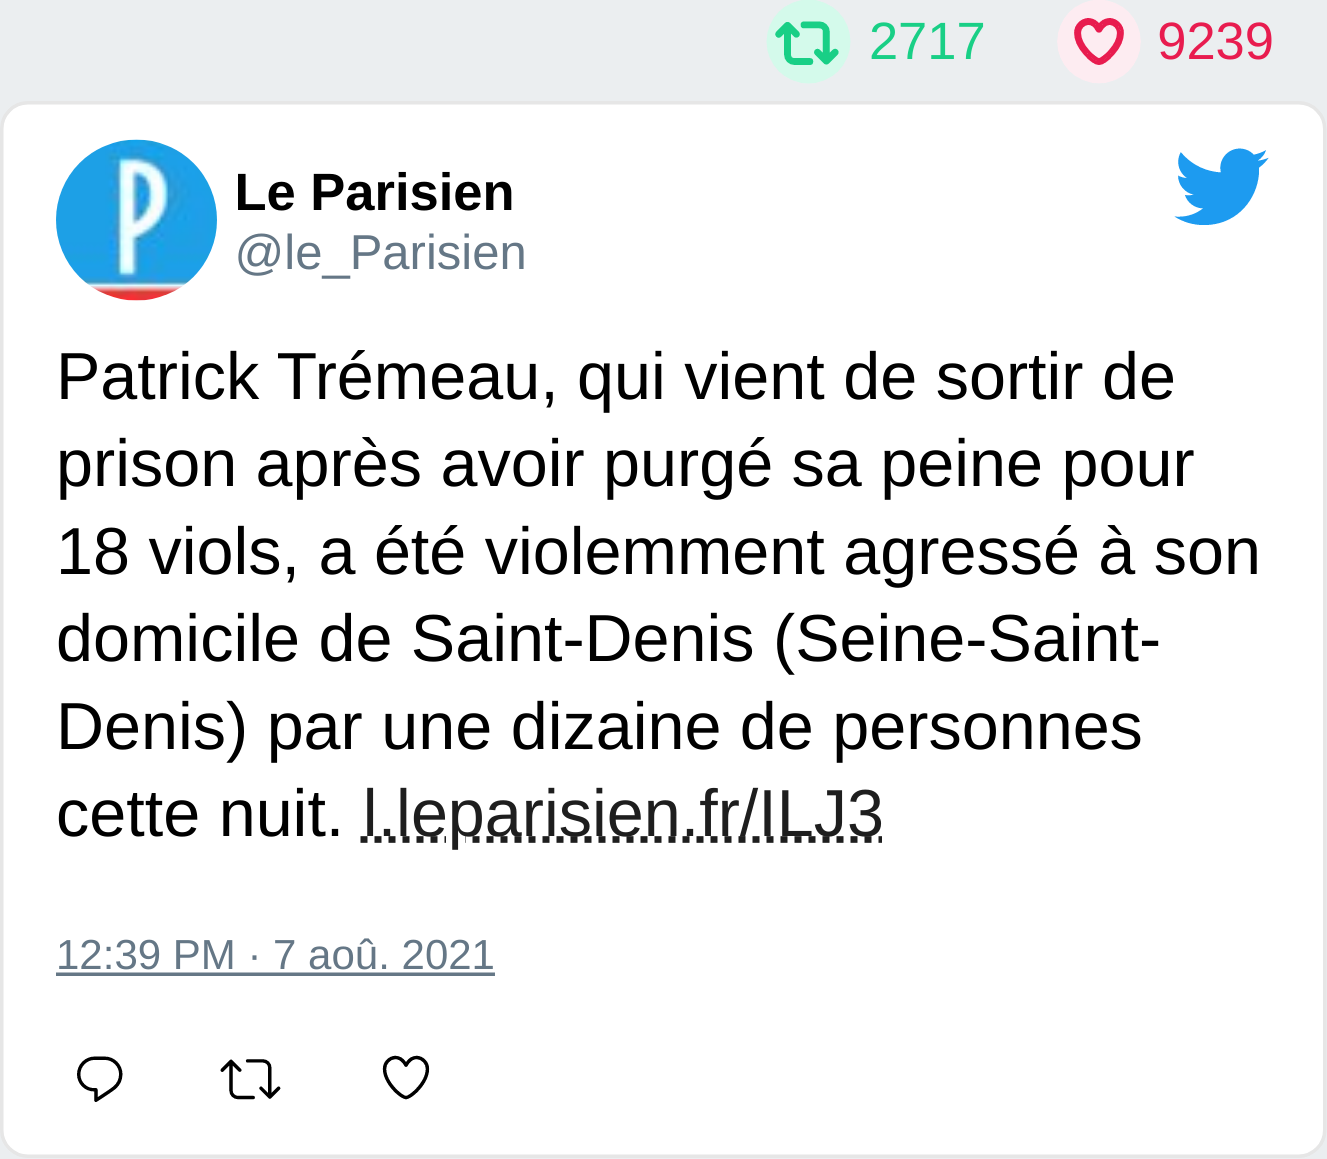 2717 9239
P
Le Parisien
@le_Parisien
Patrick Trémeau, qui vient de sortir de
prison après avoir purgé sa peine pour
18 viols, a été violemment agressé à son
domicile de Saint-Denis (Seine-Saint-
Denis) par une dizaine de personnes
cette nuit. l.leparisien.fr/ILJ3
12:39 PM · 7 aoû. 2021